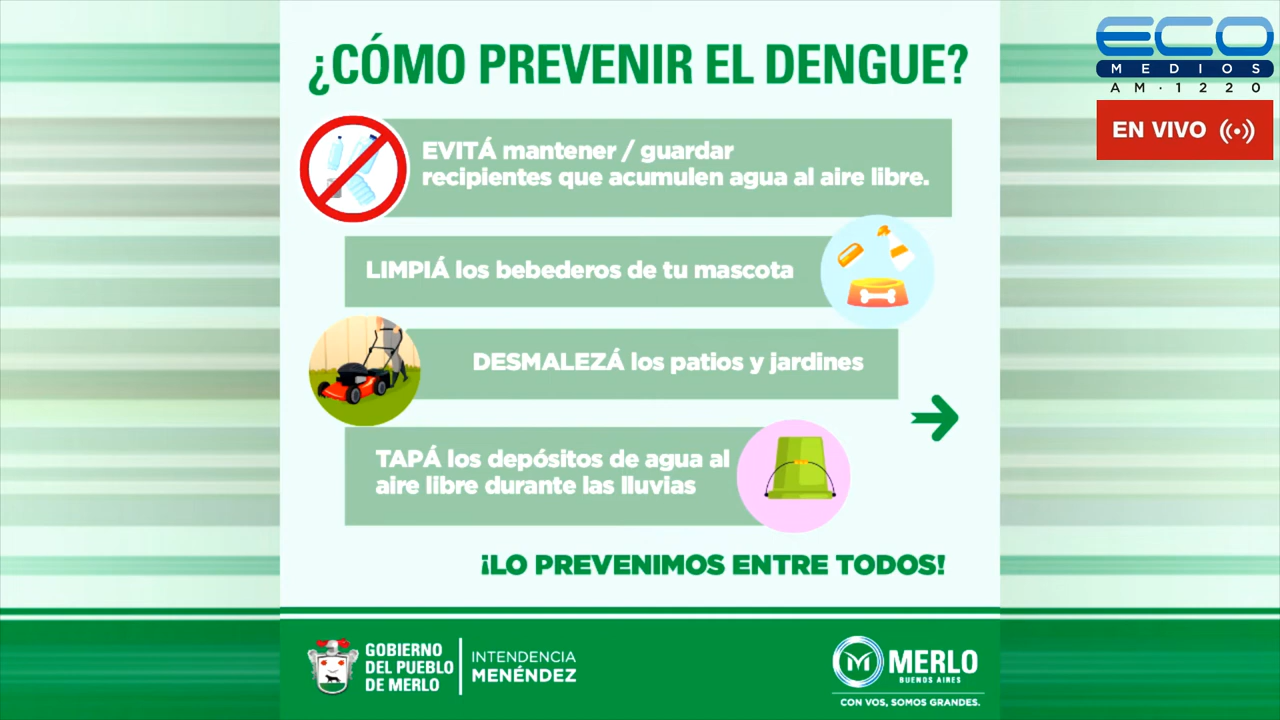 ¿CÓMO PREVENIR EL DENGUE?
ECO
MEDIOS
AM·1220
EN VIVO
EVITÁ mantener / guardar
recipientes que acumulen agua al aire libre.
LIMPIÁ los bebederos de tu mascota
DESMALEZÁ los patios y jardines
TAPÁ los depósitos de agua al
aire libre durante las lluvias
¡LO PREVENIMOS ENTRE TODOS!
GOBIERNO
DEL PUEBLO
DE MERLO
INTENDENCIA
MENÉNDEZ
MERLO
BUENOS AIRES
CON VOS, SOMOS GRANDES.